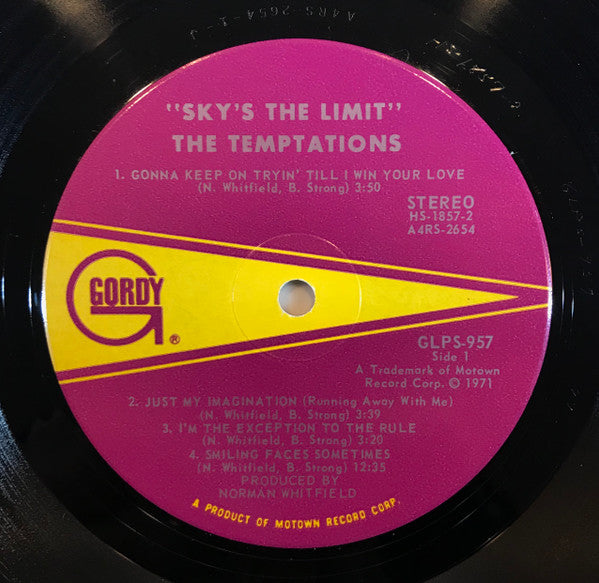 A4RS-2654-1-J
"SKY'S THE LIMIT"
THE TEMPTATIONS
1. GONNA KEEP ON TRYIN' TILL I WIN YOUR LOVE
(N. Whitfield, B. Strong) 3:50
STEREO
HS-1857-2
A4RS-2654
GORDY
®
GLPS-957
Side 1
A Trademark of Motown
Record Corp. © 1971
2. JUST MY IMAGINATION (Running Away With Me)
(N. Whitfield, B. Strong) 3:39
3. I'M THE EXCEPTION TO THE RULE
(N. Whitfield, B. Strong) 3:20
4. SMILING FACES SOMETIMES
(N. Whitfield, B. Strong) 12:35
PRODUCED BY
NORMAN WHITFIELD
A PRODUCT OF MOTOWN RECORD CORP.